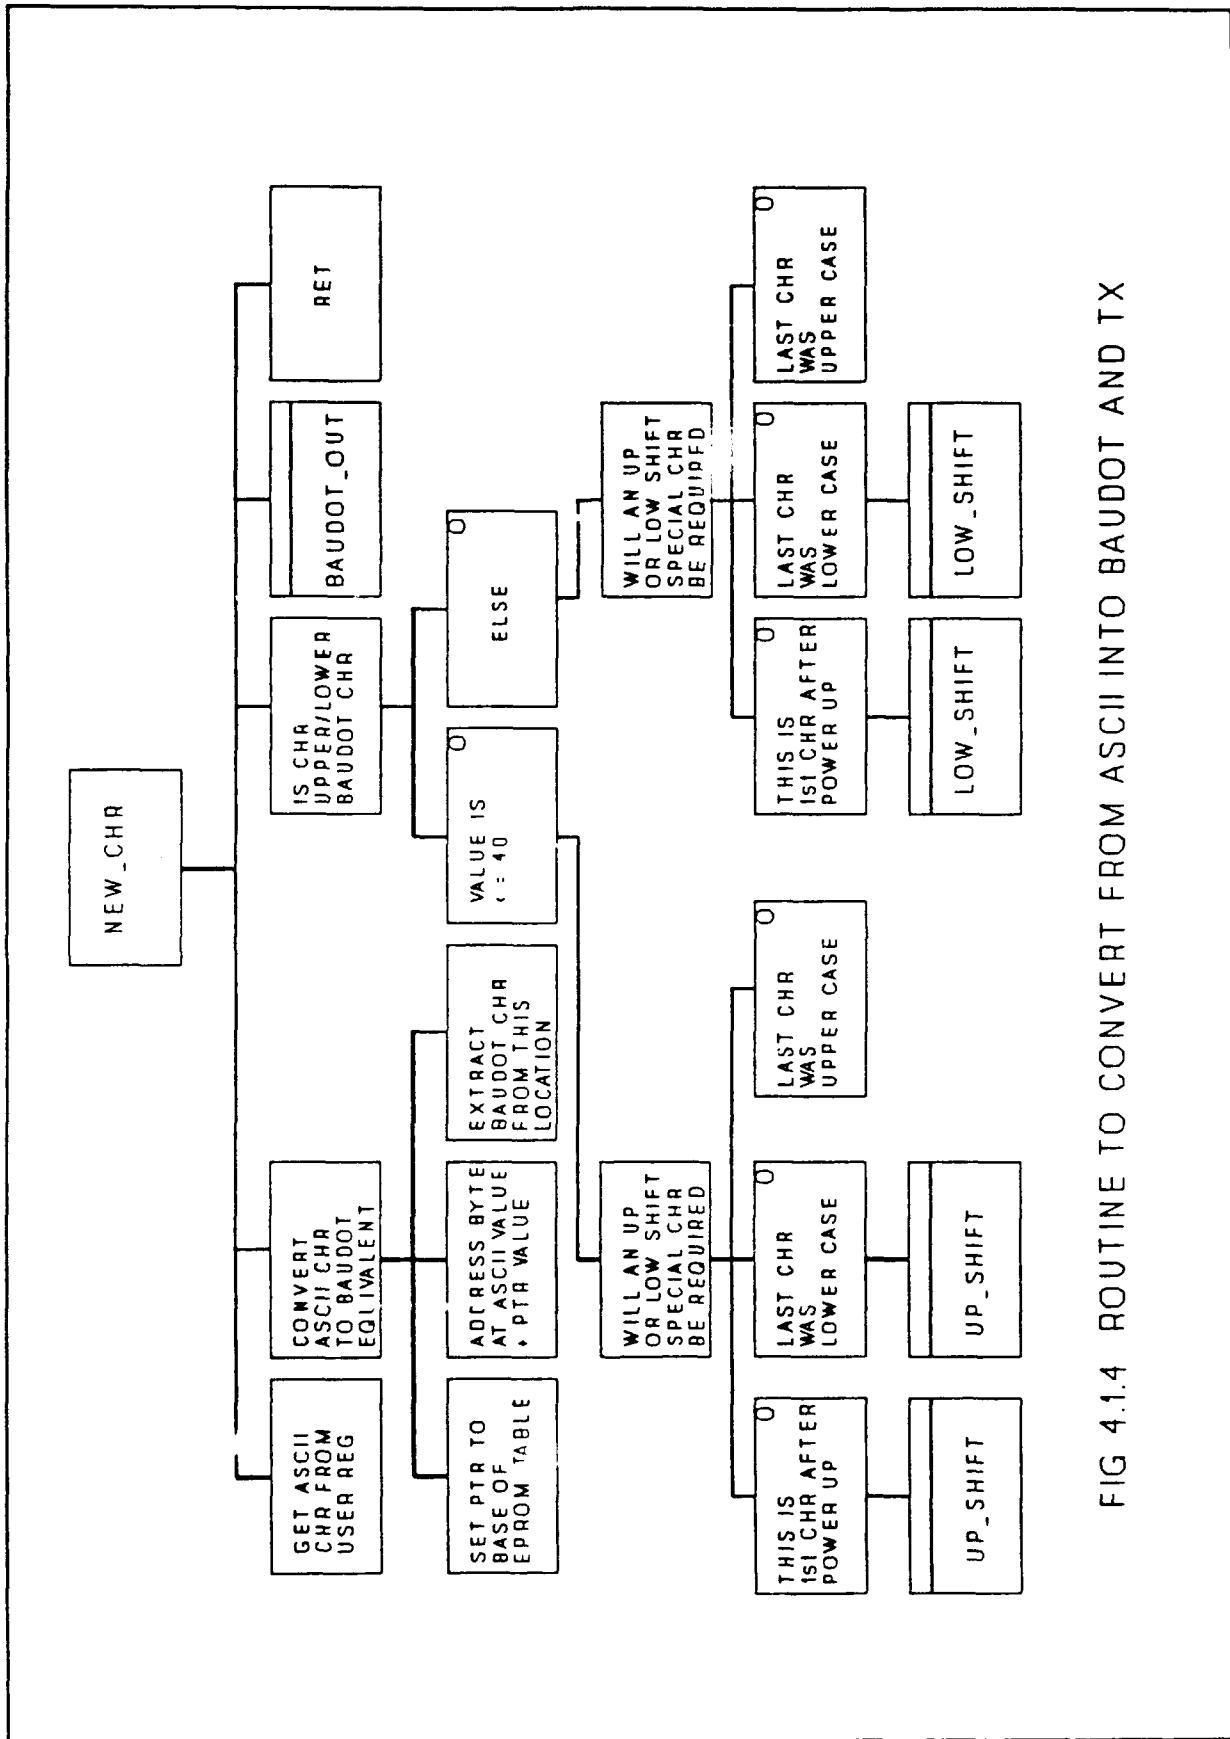 NEW_CHR
GET ASCII
CHR FROM
USER REG
CONVERT
ASCII CHR
TO BAUDOT
EQLIVALENT
IS CHR
UPPER/LOWER
BAUDOT CHR
BAUDOT_OUT
RET
SET PTR TO
BASE OF
EPROM TABLE
ADDRESS BYTE
AT ASCII VALUE
+ PTR VALUE
EXTRACT
BAUDOT CHR
FROM THIS
LOCATION
VALUE IS
<= 40
O
ELSE
O
WILL AN UP
OR LOW SHIFT
SPECIAL CHR
BE REQUIRED
WILL AN UP
OR LOW SHIFT
SPECIAL CHR
BE REQUIRED
THIS IS
1st CHR AFTER
POWER UP
O
LAST CHR
WAS
LOWER CASE
O
LAST CHR
WAS
UPPER CASE
O
THIS IS
1st CHR AFTER
POWER UP
O
LAST CHR
WAS
LOWER CASE
O
LAST CHR
WAS
UPPER CASE
O
UP_SHIFT
UP_SHIFT
LOW_SHIFT
LOW_SHIFT
FIG 4.1.4 ROUTINE TO CONVERT FROM ASCII INTO BAUDOT AND TX